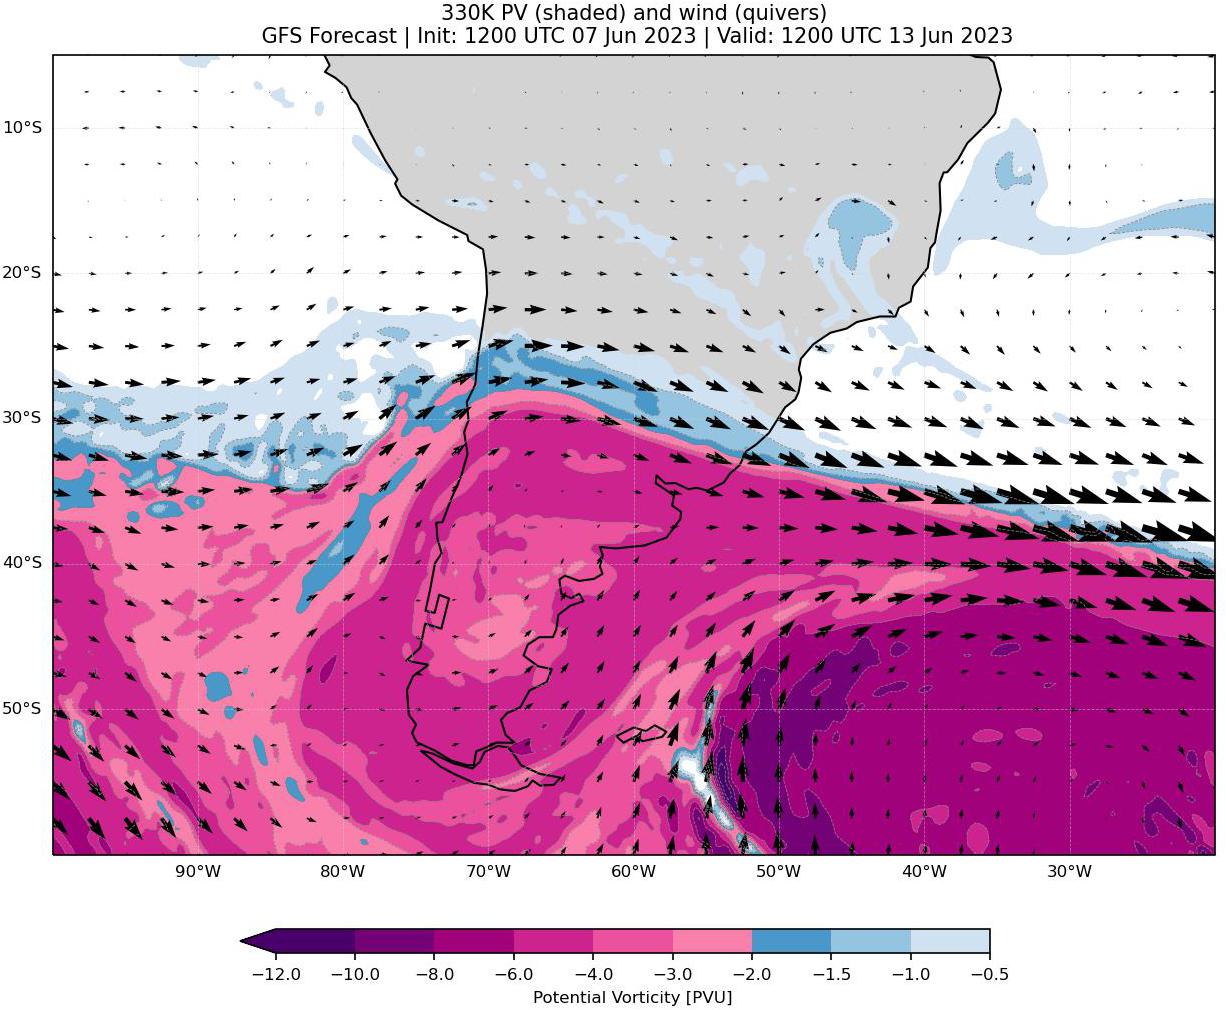 330K PV (shaded) and wind (quivers)
GFS Forecast | Init: 1200 UTC 07 Jun 2023 | Valid: 1200 UTC 13 Jun 2023
10°S
20°S
30°S
40°S
50°S
90°W 80°W 70°W 60°W 50°W 40°W 30°W
−12.0 −10.0 −8.0 −6.0 −4.0 −3.0 −2.0 −1.5 −1.0 −0.5
Potential Vorticity [PVU]